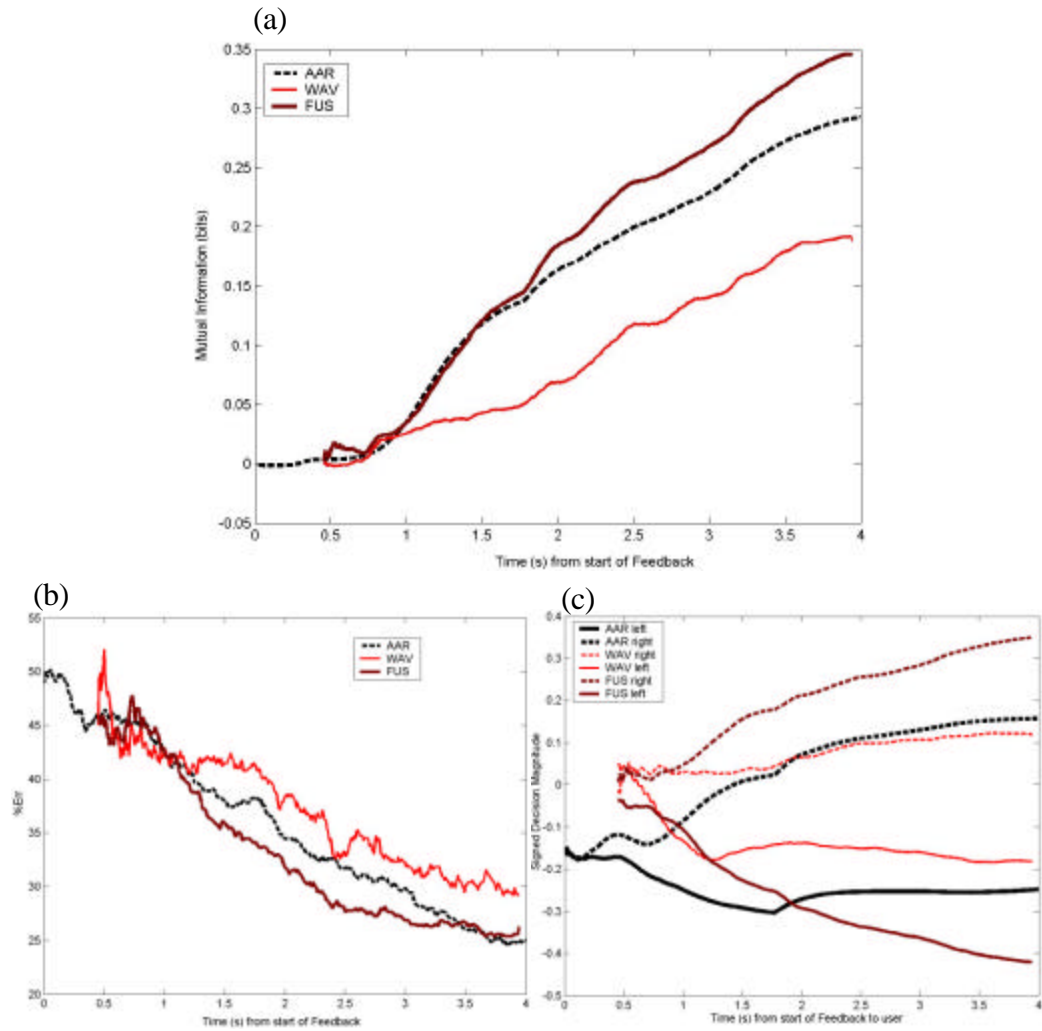 (a)
0.35
0.3
0.25
0.2
0.15
0.1
0.05
0
-0.05
Mutual Information (bits)
AAR
WAV
FUS
0 0.5 1 1.5 2 2.5 3 3.5 4
Time (s) from start of Feedback
(b)
55
50
45
40
35
30
25
20
%Err
AAR
WAV
FUS
0 0.5 1 1.5 2 2.5 3 3.5 4
Time (s) from start of Feedback
(c)
0.4
0.3
0.2
0.1
0
-0.1
-0.2
-0.3
-0.4
-0.5
Signed Decision Magnitude
AAR left
AAR right
WAV right
WAV left
FUS right
FUS left
0 0.5 1 1.5 2 2.5 3 3.5 4
Time (s) from start of Feedback to user